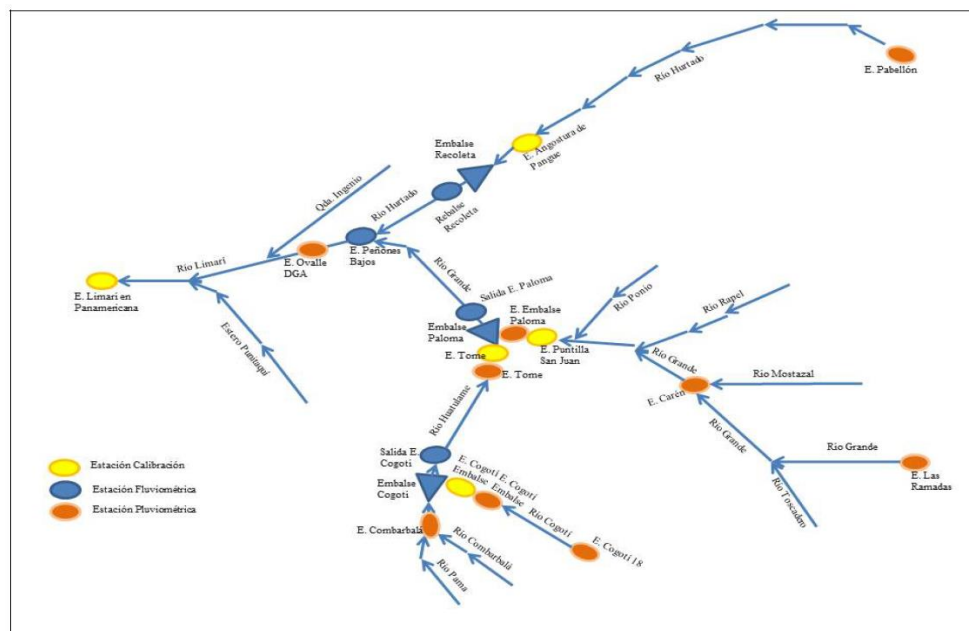 E. Pabellón
Río Hurtado
E. Angostura de
Pangue
Embalse
Recoleta
Rebalse
Recoleta
Río Hurtado
Qda. Ingenio
E. Peñones
Bajos
E. Ovalle
DGA
Río Limarí
E. Limarí en
Panamericana
Estero Punitaqui
Río Grande
Salida E. Paloma
Embalse
Paloma
E. Embalse
Paloma
E. Puntilla
San Juan
Río Ponio
Río Rapel
Río Grande
Río Mostazal
E. Carén
Río Grande
Río Grande
E. Las
Ramadas
Río Toscadero
E. Tome
E. Tome
Río Huatulame
Salida E.
Cogotí
Embalse
Cogotí
E. Cogotí E. Cogotí
Embalse Embalse
Río Cogotí
E. Cogotí 18
E. Combarbalá
Río Combarbalá
Río Pama
Estación Calibración
Estación Fluviométrica
Estación Pluviométrica